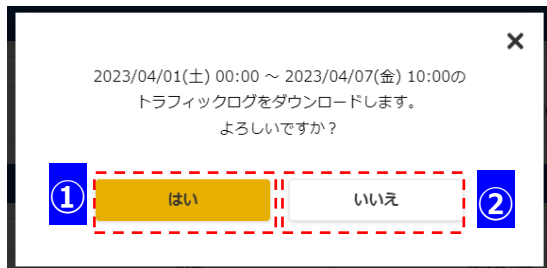 ×
2023/04/01(土) 00:00 ～ 2023/04/07(金) 10:00の
トラフィックログをダウンロードします。
よろしいですか？
① はい いいえ ②